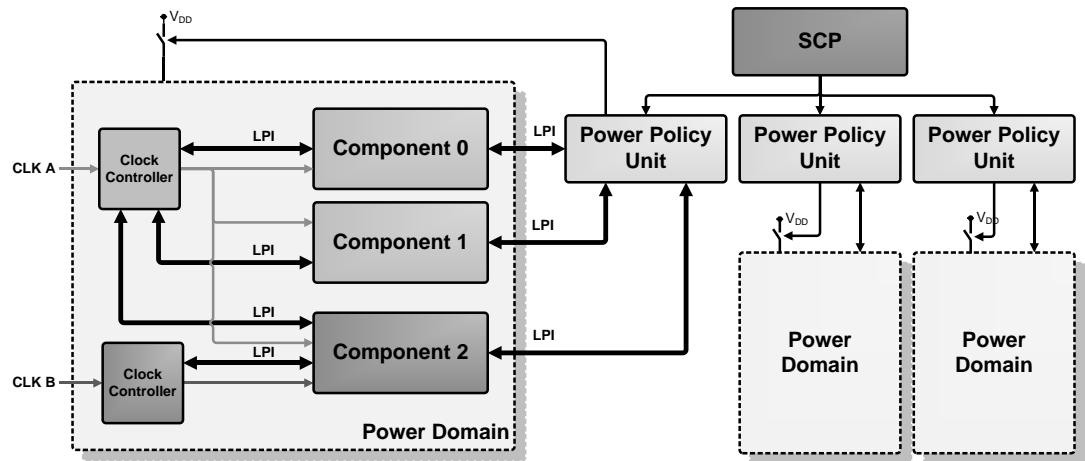 VDD
SCP
LPI
Component 0
LPI
Power Policy
Unit
Power Policy
Unit
Power Policy
Unit
Clock
Controller
CLK A
Component 1
LPI
LPI
VDD
VDD
LPI
Component 2
LPI
LPI
Clock
Controller
CLK B
Power
Domain
Power
Domain
Power Domain